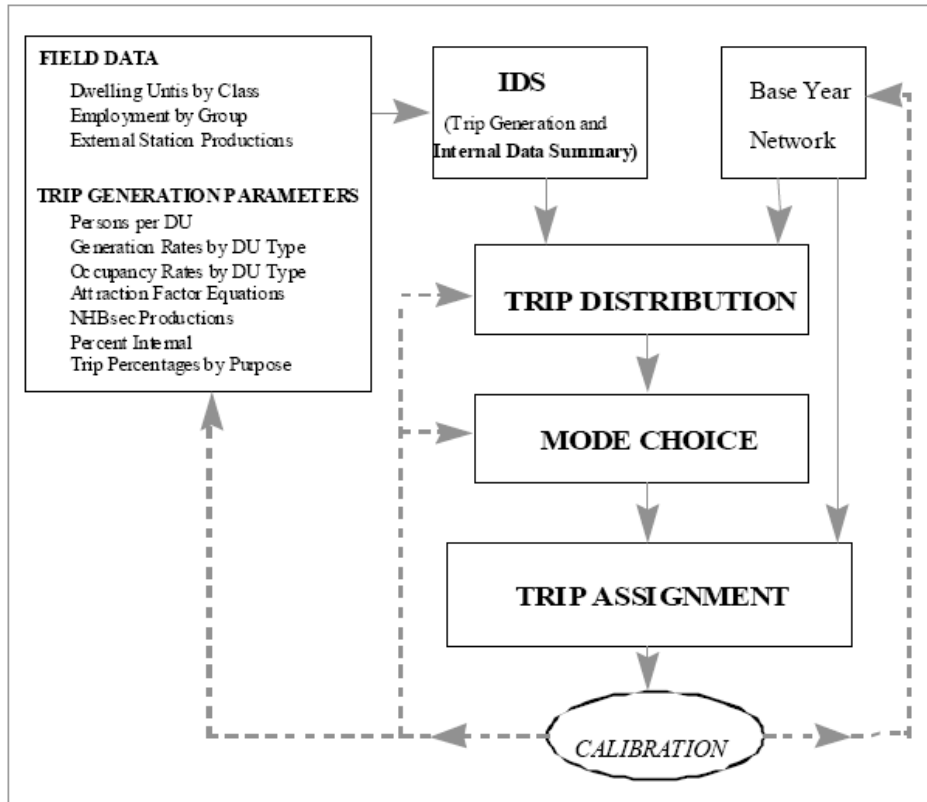 FIELD DATA
Dwelling Untis by Class
Employment by Group
External Station Productions
TRIP GENERATION PARAMETERS
Persons per DU
Generation Rates by DU Type
Occupancy Rates by DU Type
Attraction Factor Equations
NHBsec Productions
Percent Internal
Trip Percentages by Purpose
IDS
(Trip Generation and
Internal Data Summary)
Base Year
Network
TRIP DISTRIBUTION
MODE CHOICE
TRIP ASSIGNMENT
CALIBRATION